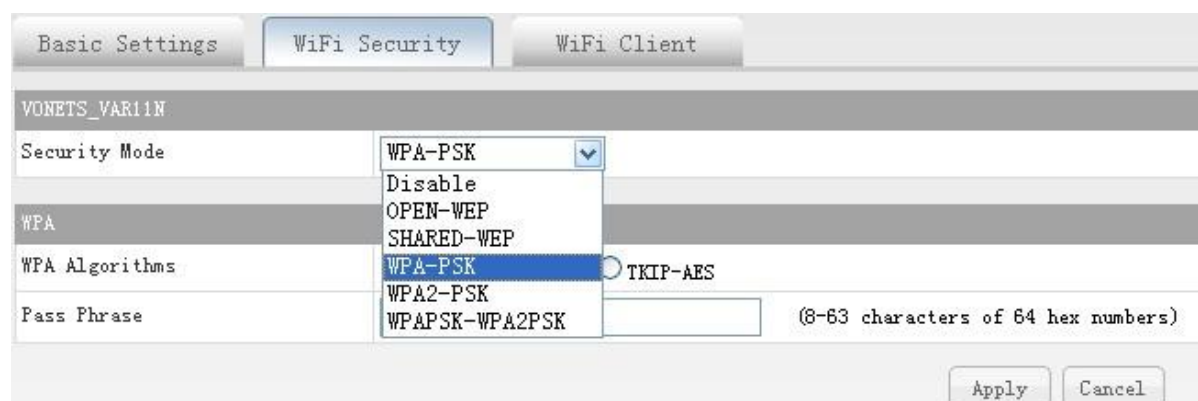 Basic Settings WiFi Security WiFi Client
VONETS_VAR11N
Security Mode WPA-PSK
Disable
OPEN-WEP
SHARED-WEP
WPA
WPA Algorithms WPA-PSK TKIP-AES
WPA2-PSK
Pass Phrase WPAPSK-WPA2PSK (8-63 characters of 64 hex numbers)
Apply Cancel